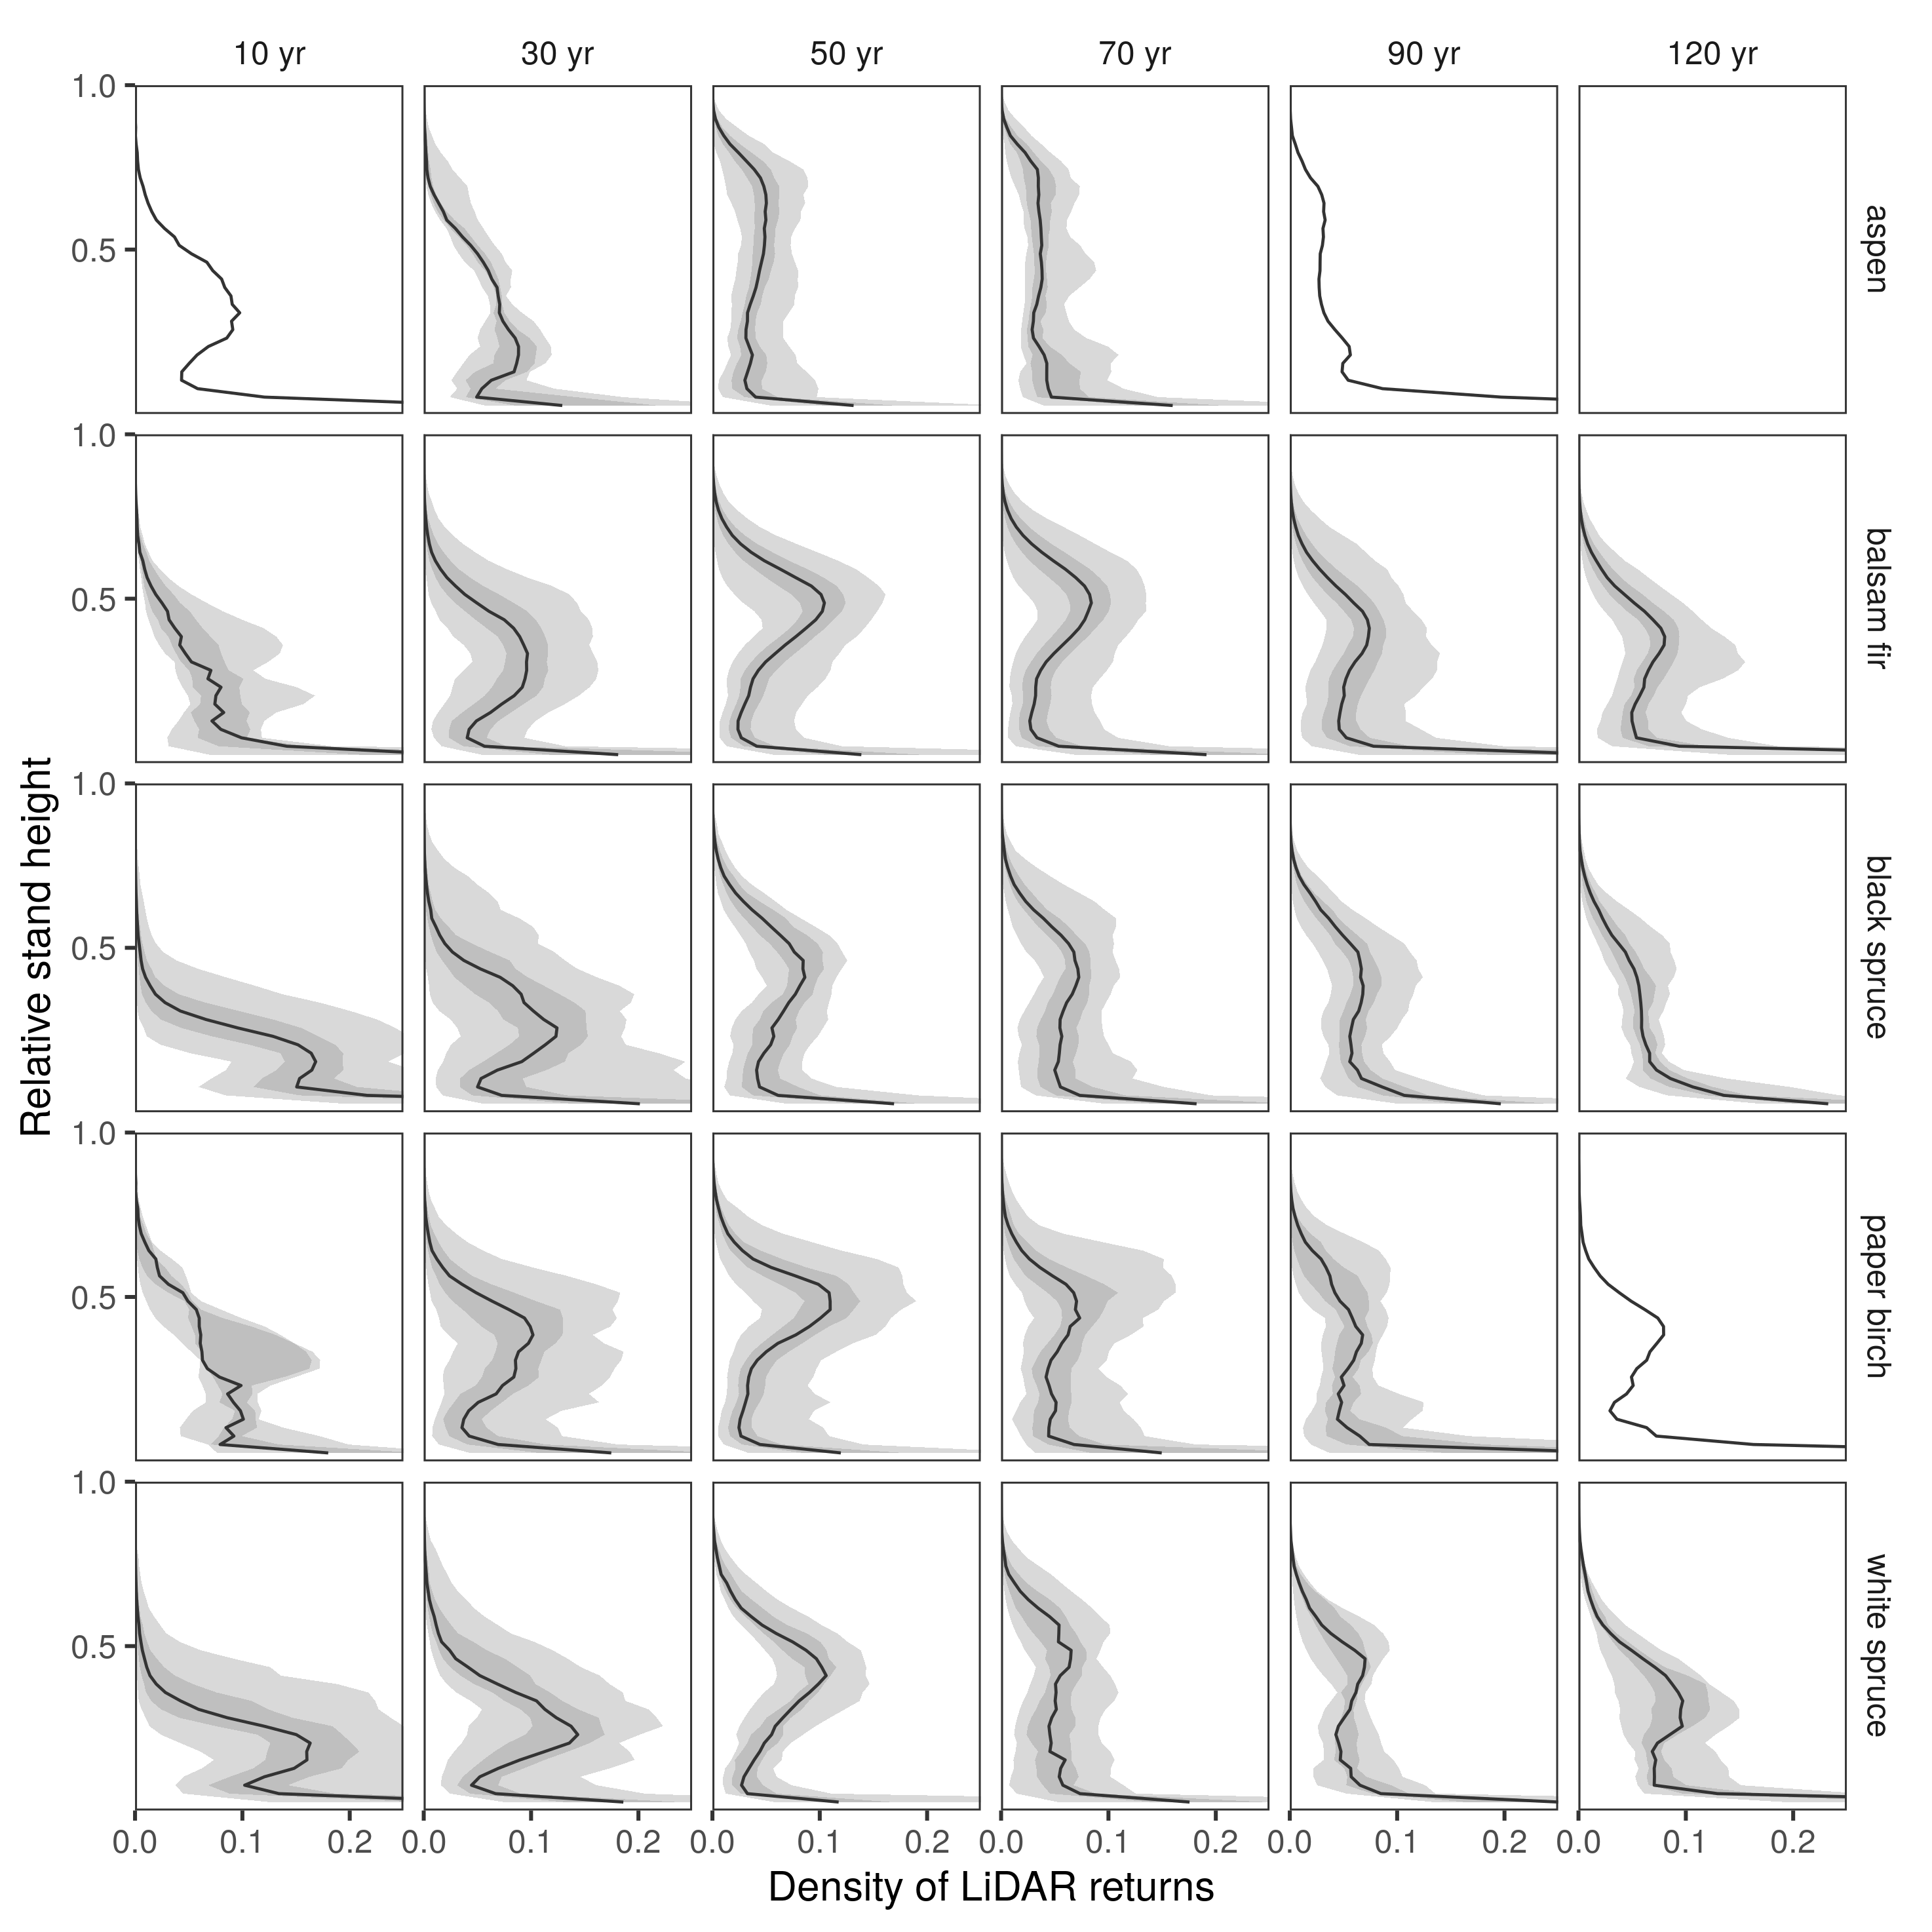 10 yr 30 yr 50 yr 70 yr 90 yr 120 yr
1.0
0.5
aspen
1.0
0.5
balsam fir
1.0
0.5
black spruce
1.0
0.5
paper birch
1.0
0.5
white spruce
Relative stand height
0.0 0.1 0.2 0.0 0.1 0.2 0.0 0.1 0.2 0.0 0.1 0.2 0.0 0.1 0.2 0.0 0.1 0.2
Density of LiDAR returns